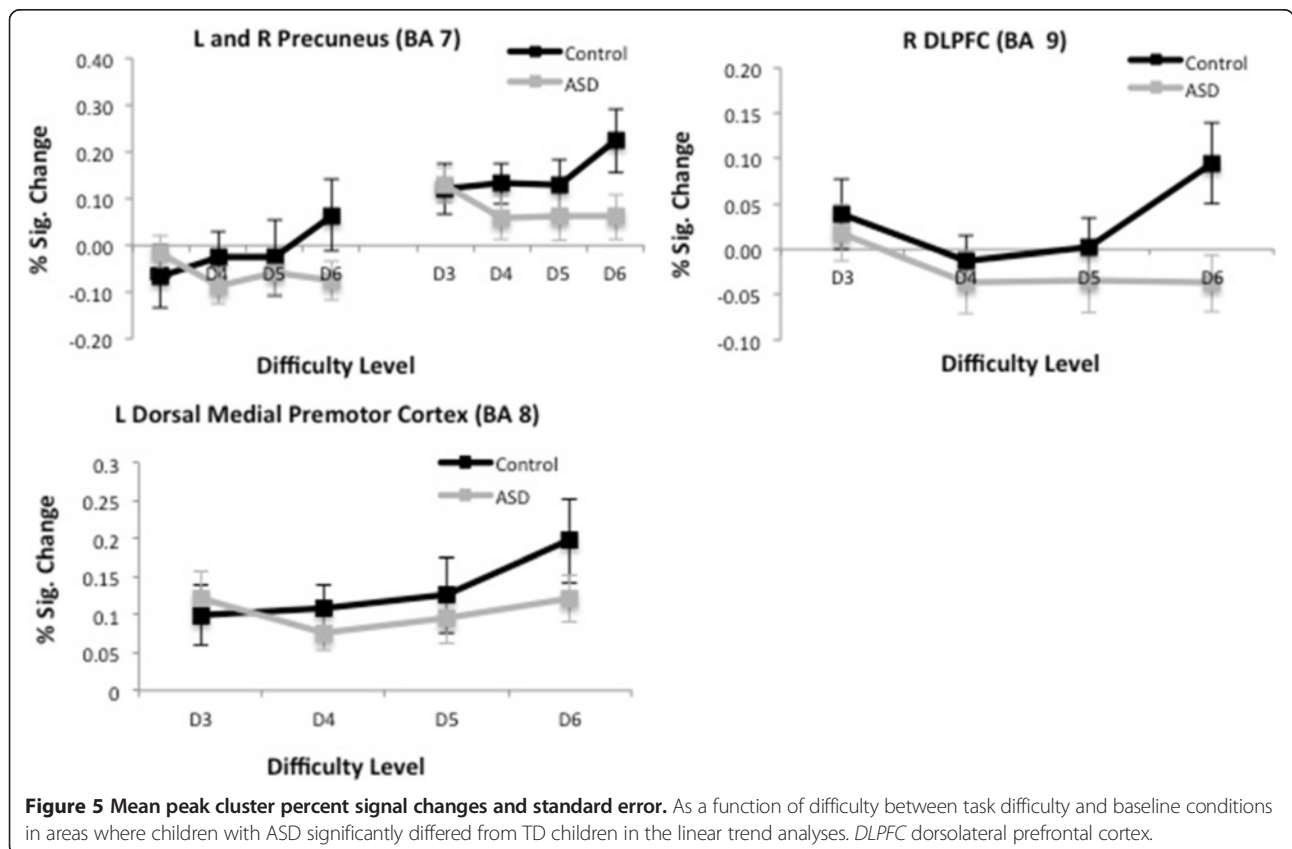 L and R Precuneus (BA 7)
Control
ASD
0.40
0.30
0.20
0.10
0.00
-0.10
-0.20
% Sig. Change
D4 D5 D6 D3 D4 D5 D6
Difficulty Level
R DLPFC (BA 9)
Control
ASD
0.20
0.15
0.10
0.05
0.00
-0.05
-0.10
% Sig. Change
D3 D4 D5 D6
Difficulty Level
L Dorsal Medial Premotor Cortex (BA 8)
Control
ASD
0.3
0.25
0.2
0.15
0.1
0.05
0
% Sig. Change
D3 D4 D5 D6
Difficulty Level
Figure 5 Mean peak cluster percent signal changes and standard error. As a function of difficulty between task difficulty and baseline conditions
in areas where children with ASD significantly differed from TD children in the linear trend analyses. DLPFC dorsolateral prefrontal cortex.